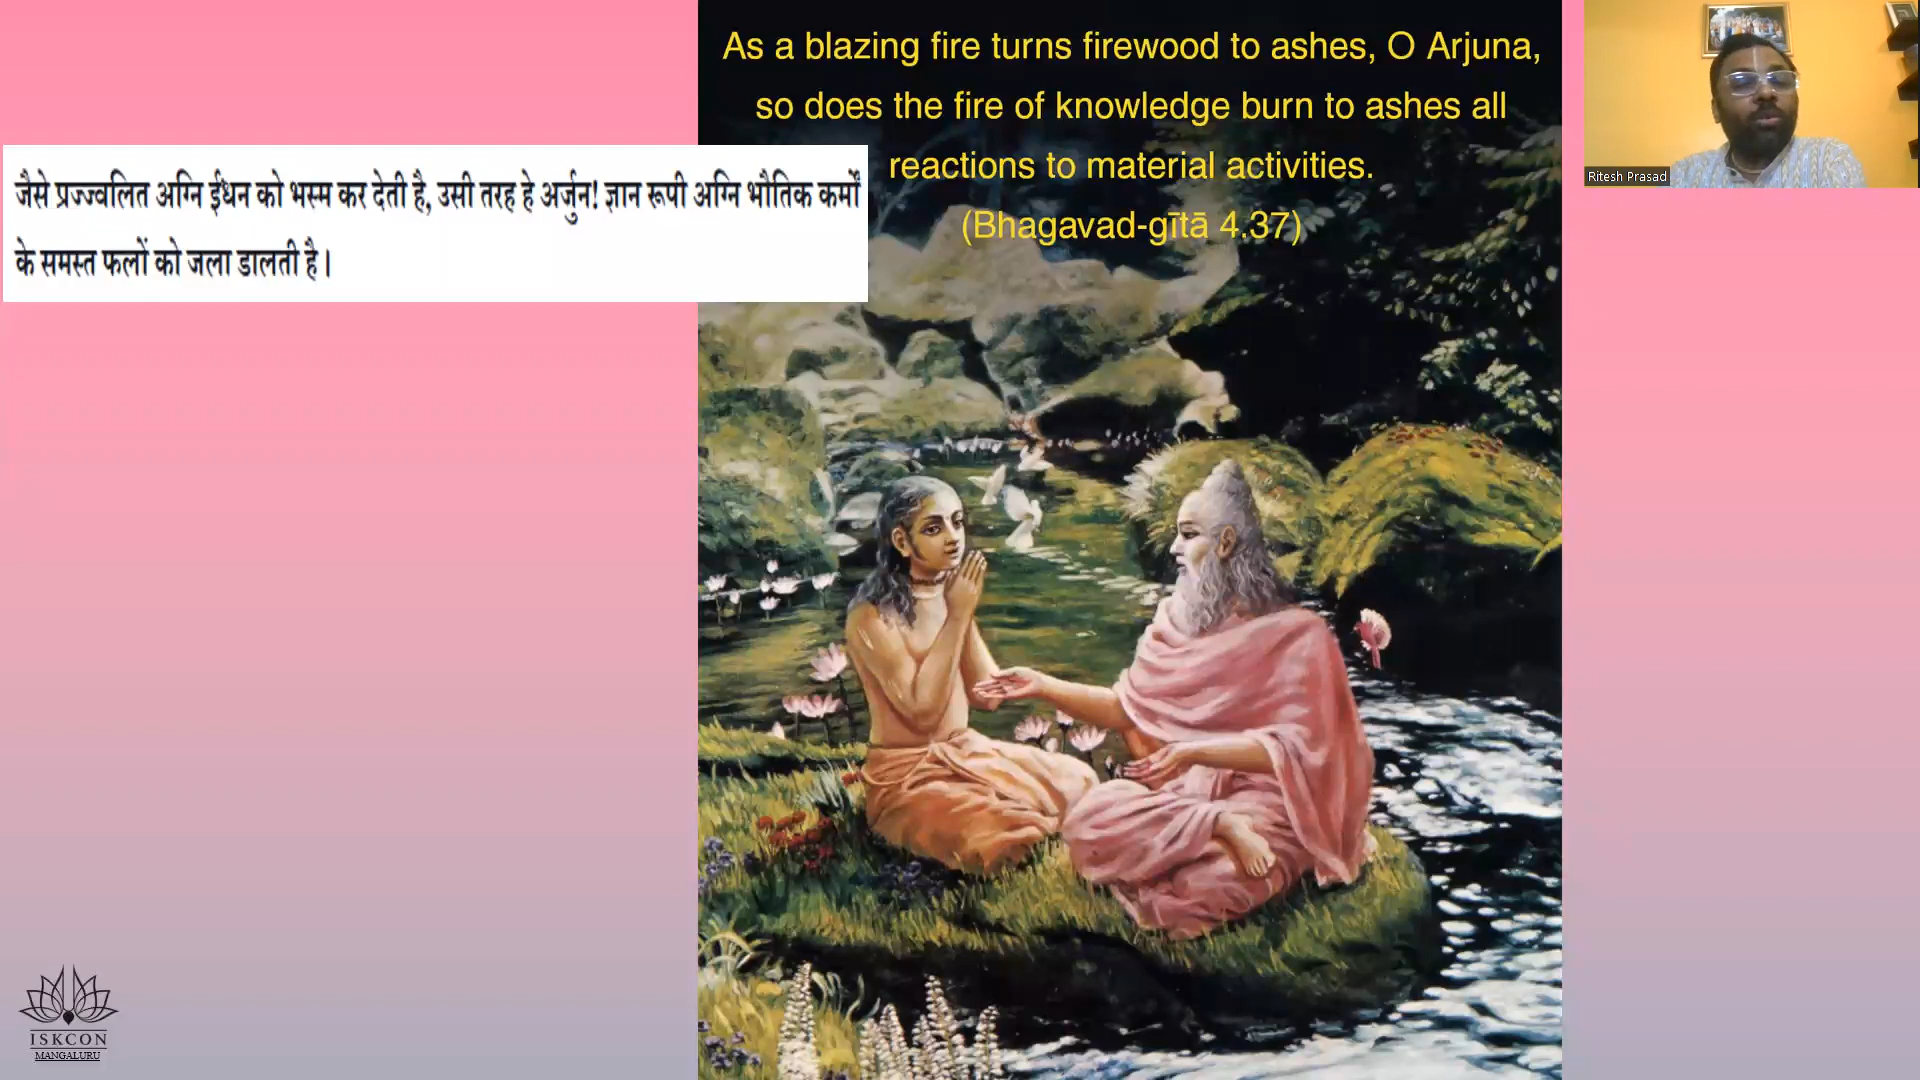 As a blazing fire turns firewood to ashes, O Arjuna,
so does the fire of knowledge burn to ashes all
reactions to material activities.
(Bhagavad-gītā 4.37)
जैसे प्रज्ज्वलित अग्नि ईंधन को भस्म कर देती है, उसी तरह हे अर्जुन! ज्ञान रूपी अग्नि भौतिक कर्मों
के समस्त फलों को जला डालती है।
Ritesh Prasad
ISKCON
MANGALURU